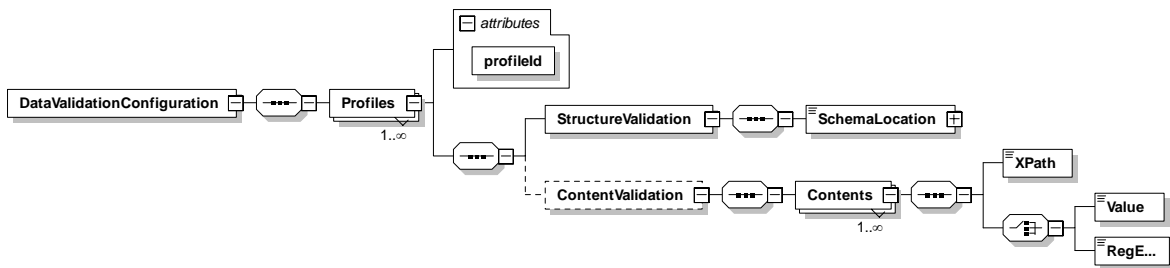 attributes
profileId
DataValidationConfiguration
Profiles
1..∞
StructureValidation
SchemaLocation
ContentValidation
Contents
1..∞
XPath
Value
RegE...